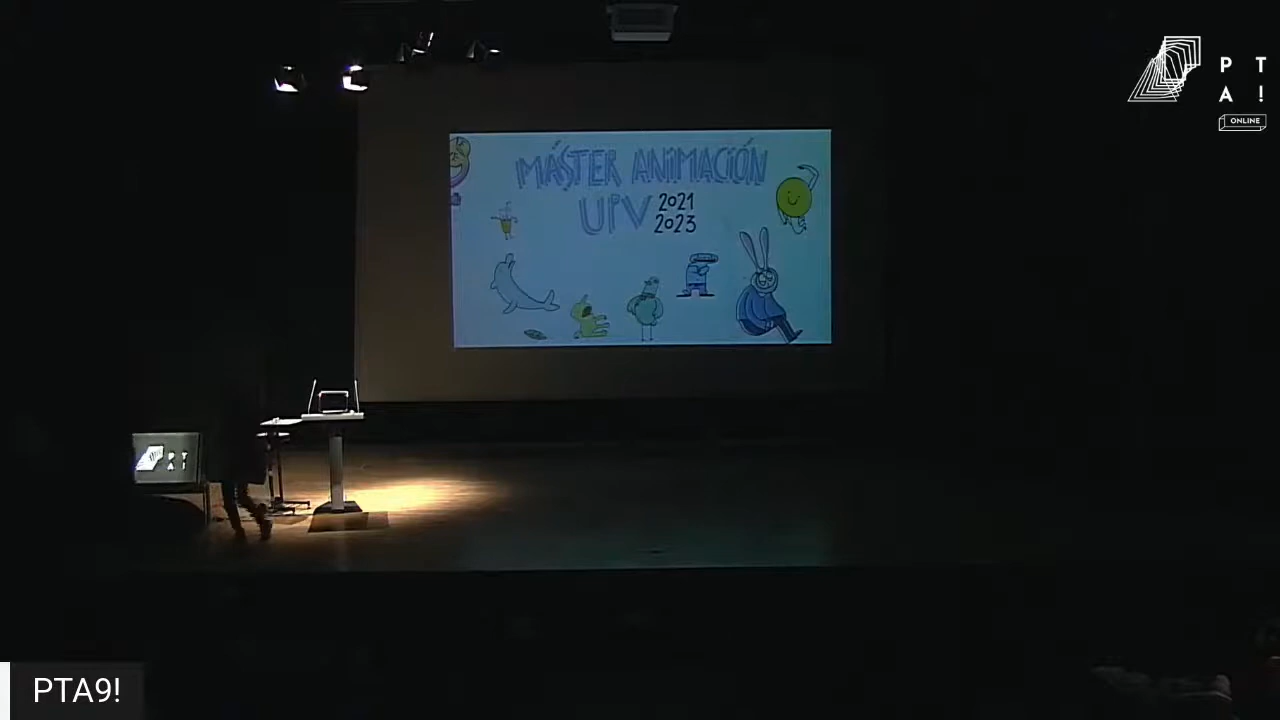 P T
A !
ONLINE
MÁSTER ANIMACIÓN
UPV 2021
2023
P T
A !
PTA9!